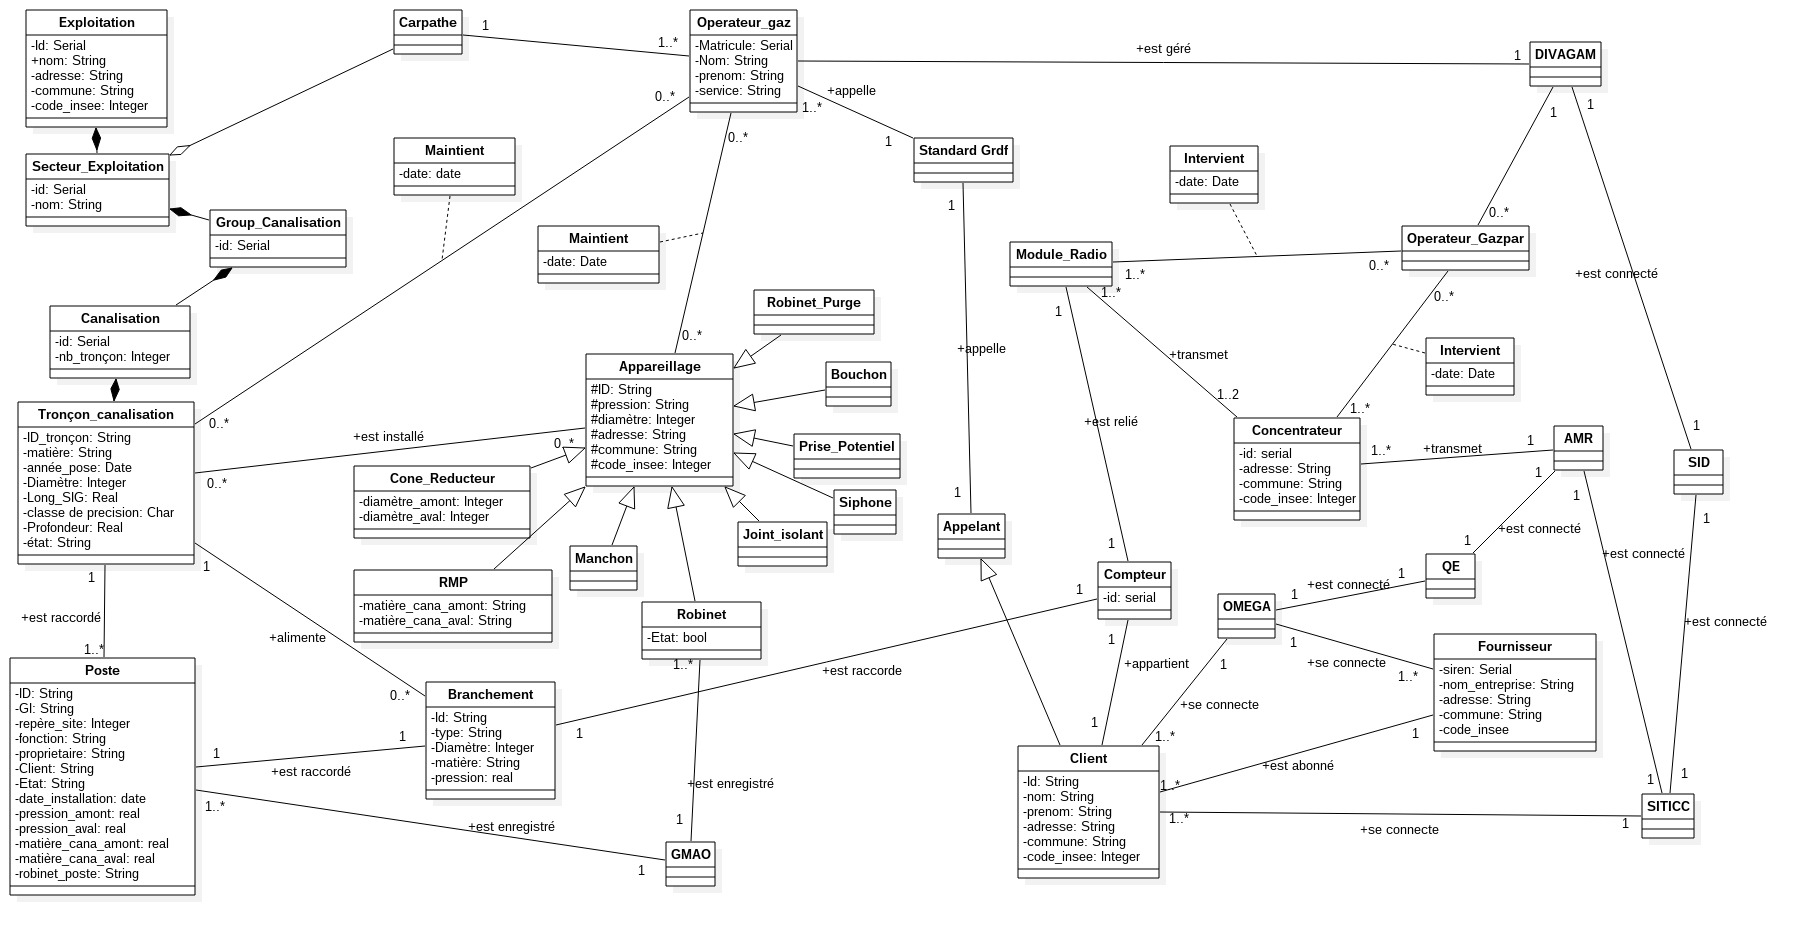 Exploitation
-Id: Serial
+nom: String
-adresse: String
-commune: String
-code_insee: Integer
Carpathe
1
1..*
Operateur_gaz
-Matricule: Serial
-Nom: String
-prenom: String
-service: String
+est géré
1
DIVAGAM
1
1
0..*
0..*
1..*
+appelle
1
Standard Grdf
1
Secteur_Exploitation
-id: Serial
-nom: String
Maintient
-date: date
Maintient
-date: Date
Intervient
-date: Date
Group_Canalisation
-id: Serial
Module_Radio
1..*
1..*
1
0..*
Operateur_Gazpar
0..*
0..*
+est connecté
Canalisation
-id: Serial
-nb_tronçon: Integer
Robinet_Purge
0..*
Appareillage
#ID: String
#pression: String
#diamètre: Integer
#adresse: String
#commune: String
#code_insee: Integer
0..*
Bouchon
Prise_Potentiel
Siphone
Joint_isolant
+appelle
1
+transmet
1..2
Intervient
-date: Date
1..*
Tronçon_canalisation
-ID_tronçon: String
-matière: String
-année_pose: Date
-Diamètre: Integer
-Long_SIG: Real
-classe de precision: Char
-Profondeur: Real
-état: String
0..*
+est installé
0..*
Cone_Reducteur
-diamètre_amont: Integer
-diamètre_aval: Integer
+est relié
1
Concentrateur
-id: serial
-adresse: String
-commune: String
-code_insee: Integer
1..*
+transmet
1
AMR
1
1
1
SID
1
Appelant
+est connecté
1
QE
1
+est connecté
1
+est connecté
Manchon
RMP
-matière_cana_amont: String
-matière_cana_aval: String
Robinet
-Etat: bool
1..*
1
+est raccordé
1..*
1
+alimente
0..*
Compteur
-id: serial
1
1
+appartient
1
OMEGA
1
1
+se connecte
1..*
+se connecte
1..*
Fournisseur
-siren: Serial
-nom_entreprise: String
-adresse: String
-commune: String
-code_insee
1
+est connecté
Poste
-ID: String
-GI: String
-repère_site: Integer
-fonction: String
-proprietaire: String
-Client: String
-Etat: String
-date_installation: date
-pression_amont: real
-pression_aval: real
-matière_cana_amont: real
-matière_cana_aval: real
-robinet_poste: String
1
+est raccordé
1
Branchement
-Id: String
-type: String
-Diamètre: Integer
-matière: String
-pression: real
1
+est raccorde
1..*
+est enregistré
1
+est enregistré
1
GMAO
Client
-Id: String
-nom: String
-prenom: String
-adresse: String
-commune: String
-code_insee: Integer
1..*
+est abonné
1..*
+se connecte
1
1
1
SITICC